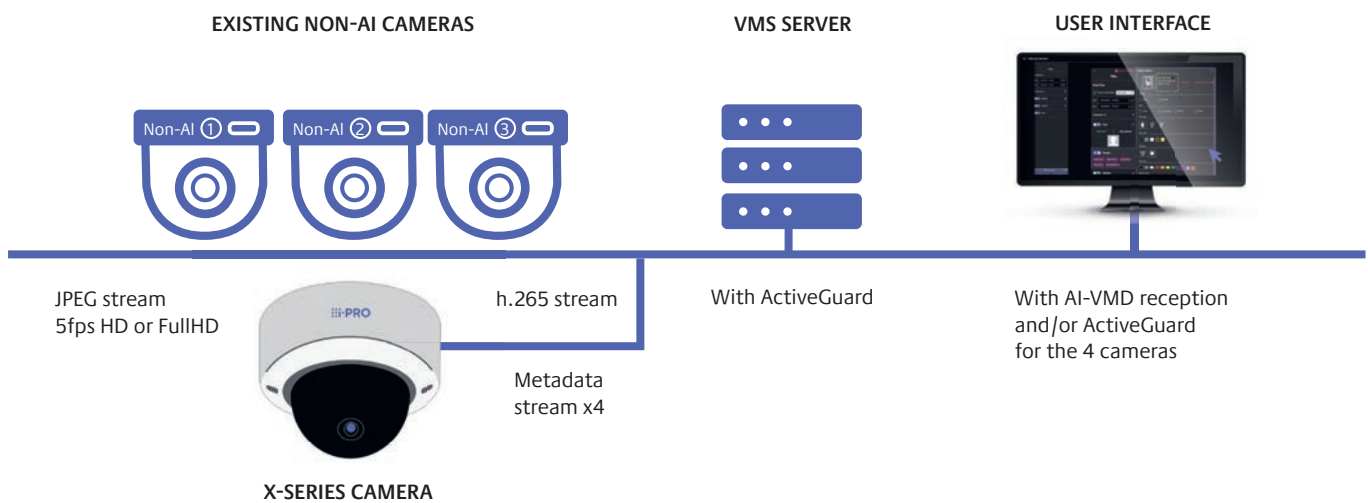 EXISTING NON-AI CAMERAS
VMS SERVER
USER INTERFACE
Non-AI 1
Non-AI 2
Non-AI 3
JPEG stream
5fps HD or FullHD
i-PRO
h.265 stream
Metadata
stream x4
With ActiveGuard
With AI-VMD reception
and/or ActiveGuard
for the 4 cameras
X-SERIES CAMERA